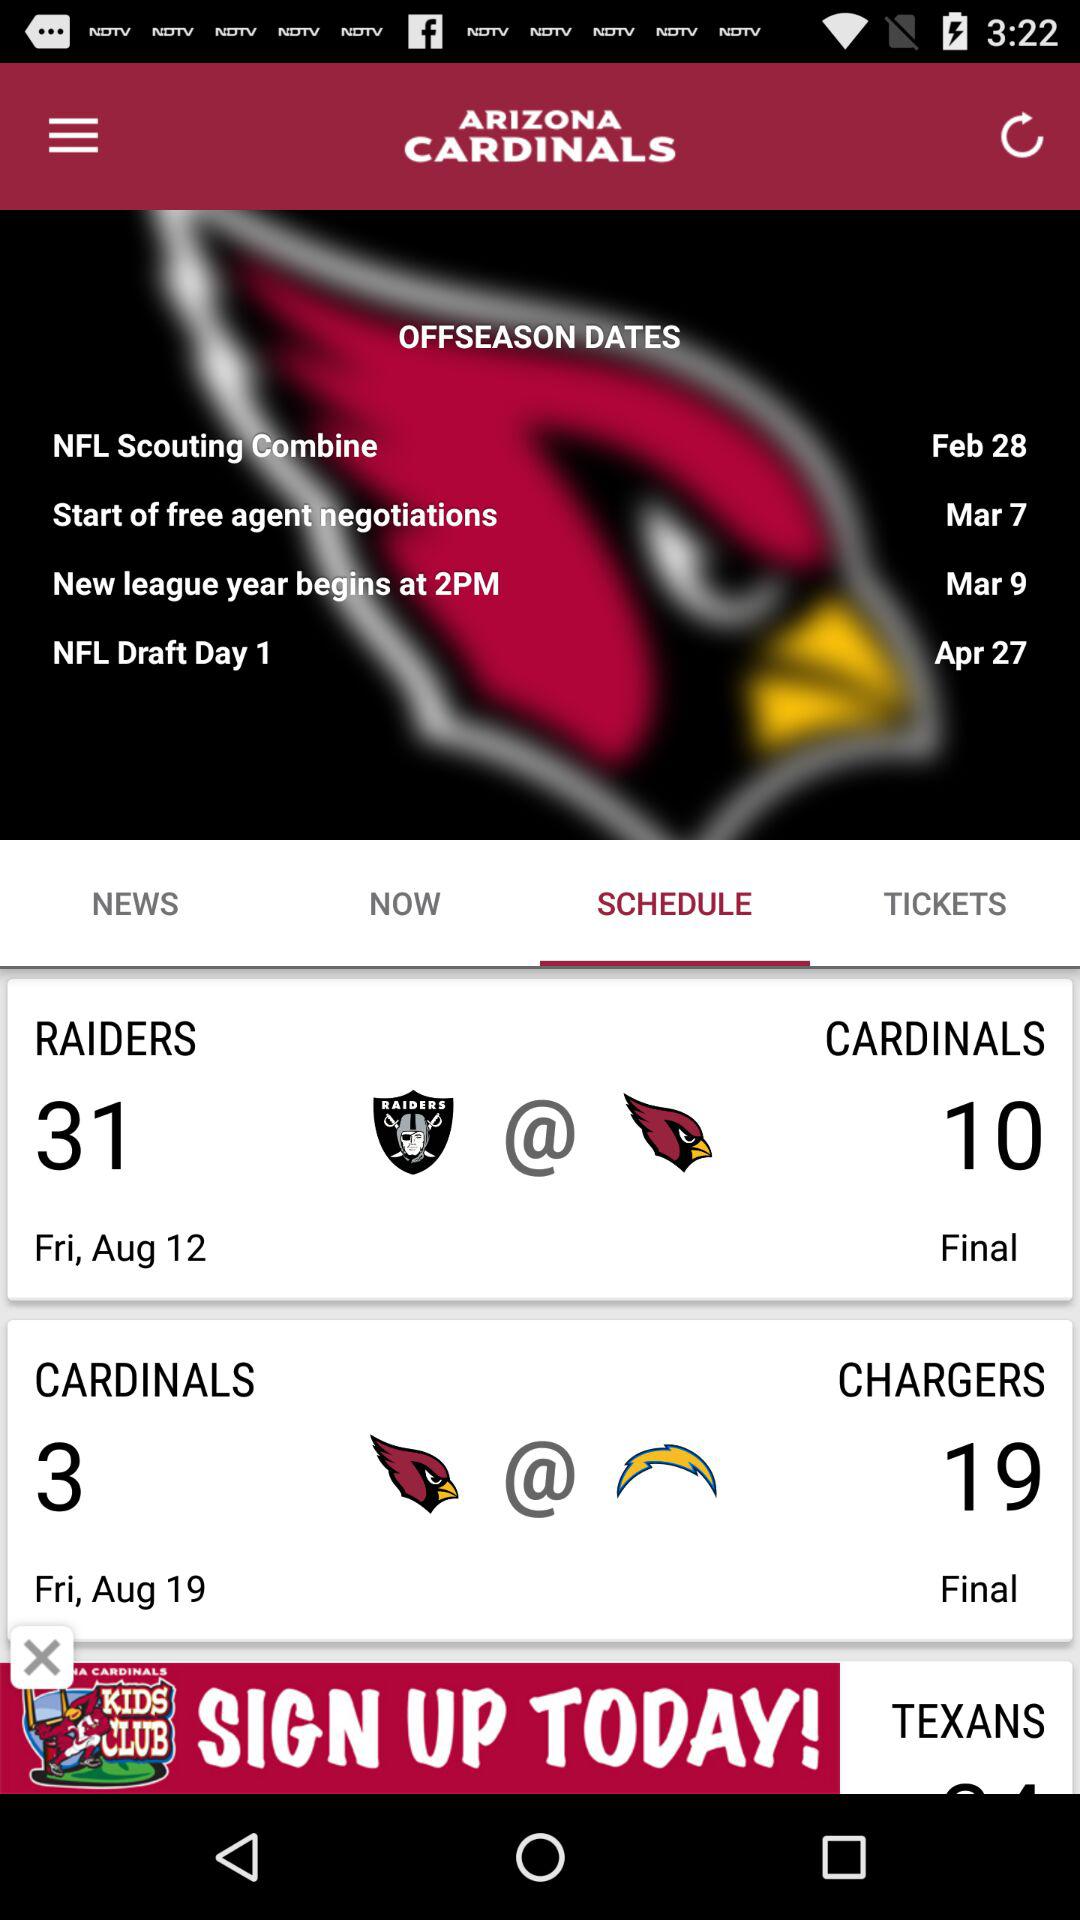 NDTV NDTV NDTV NDTV NDTV NDTV NDTV NDTV NDTV NDTV 3:22
ARIZONA
CARDINALS
OFFSEASON DATES
NFL Scouting Combine Feb 28
Start of free agent negotiations Mar 7
New league year begins at 2PM Mar 9
NFL Draft Day 1 Apr 27
NEWS NOW SCHEDULE TICKETS
RAIDERS CARDINALS
31 RAIDERS @ 10
Fri, Aug 12 Final
CARDINALS CHARGERS
3 @ 19
Fri, Aug 19 Final
CARDINALS
KIDS
CLUB
SIGN UP TODAY!
TEXANS